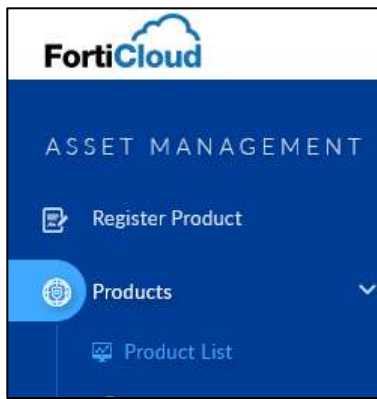 FortiCloud
ASSET MANAGEMENT
Register Product
Products
Product List